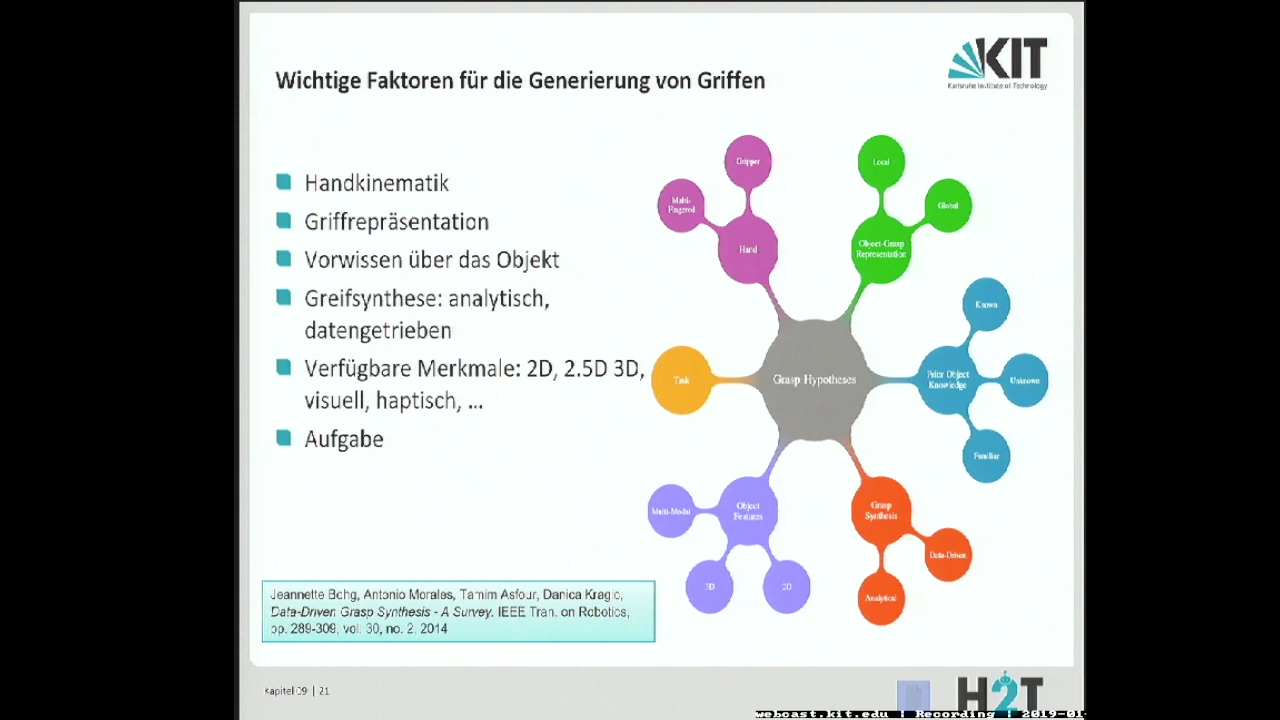 Wichtige Faktoren für die Generierung von Griffen
KIT
Karlsruhe Institute of Technology
Handkinematik
Griffrepräsentation
Vorwissen über das Objekt
Greifsynthese: analytisch,
datengetrieben
Verfügbare Merkmale: 2D, 2.5D 3D,
visuell, haptisch, ...
Aufgabe
Gripper
Multi-
Fingered
Hand
Local
Global
Object-Grasp
Representation
Known
Prior Object
Knowledge
Unknown
Familiar
Grasp Hypotheses
Task
Multi-Modal
Object
Features
3D
2D
Grasp
Synthesis
Data-Driven
Analytical
Jeannette Bohg, Antonio Morales, Tamim Asfour, Danica Kragic,
Data-Driven Grasp Synthesis - A Survey. IEEE Tran. on Robotics,
pp. 289-309, vol. 30, no. 2, 2014
Kapitel 09 | 21
H2T
webcast.kit.edu | Recording | 2019-01-